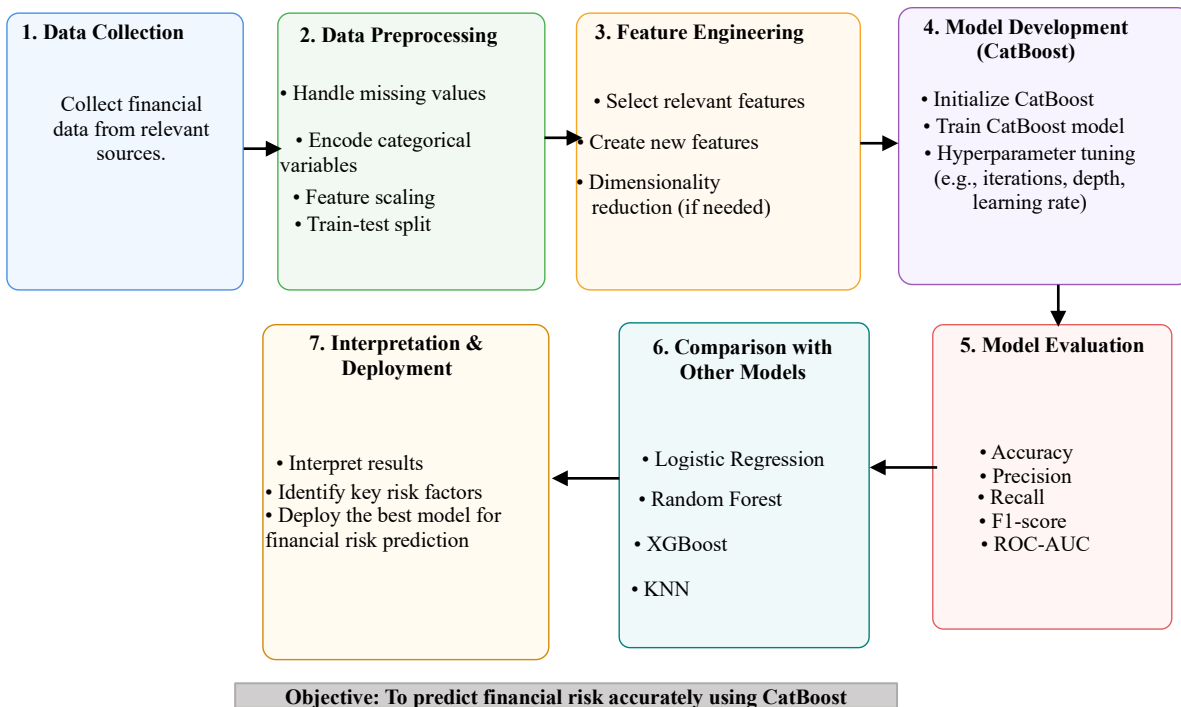 1. Data Collection
Collect financial
data from relevant
sources.
2. Data Preprocessing
• Handle missing values
• Encode categorical
variables
• Feature scaling
• Train-test split
3. Feature Engineering
• Select relevant features
• Create new features
• Dimensionality
reduction (if needed)
4. Model Development
(CatBoost)
• Initialize CatBoost
• Train CatBoost model
• Hyperparameter tuning
(e.g., iterations, depth,
learning rate)
5. Model Evaluation
• Accuracy
• Precision
• Recall
• F1-score
• ROC-AUC
6. Comparison with
Other Models
• Logistic Regression
• Random Forest
• XGBoost
• KNN
7. Interpretation &
Deployment
• Interpret results
• Identify key risk factors
• Deploy the best model for
financial risk prediction
Objective: To predict financial risk accurately using CatBoost